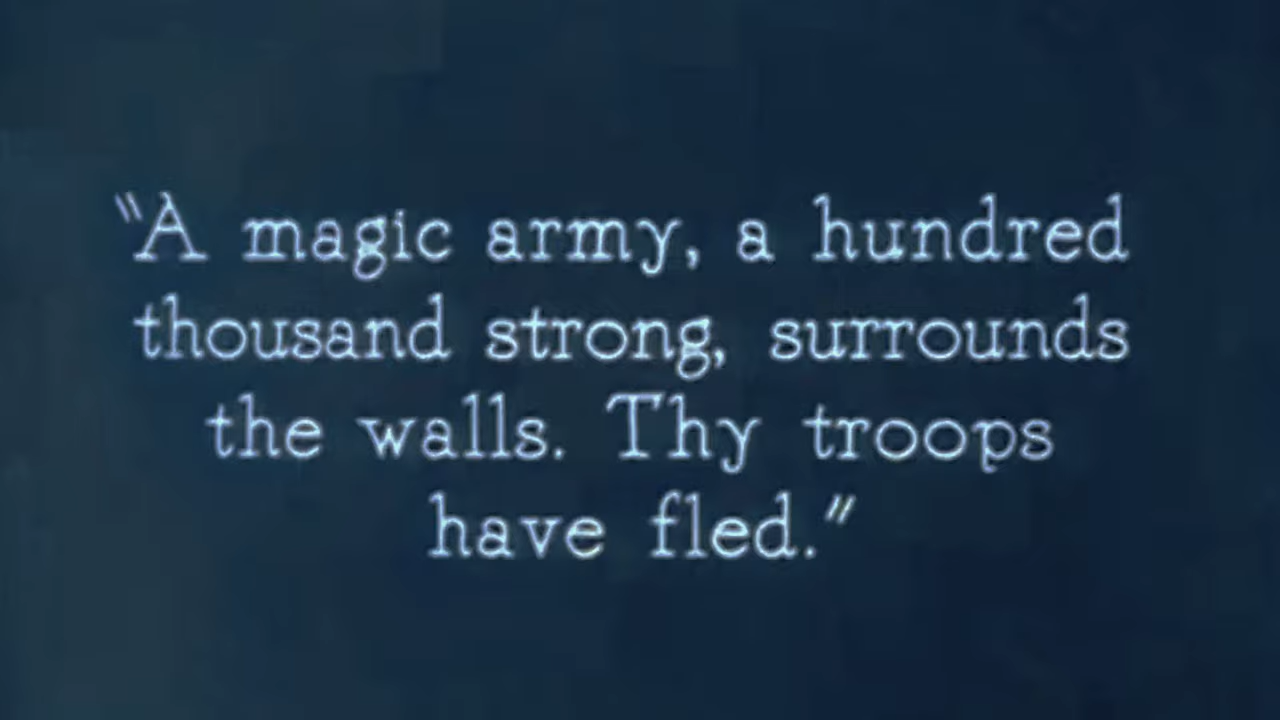 “A magic army, a hundred
thousand strong, surrounds
the walls. Thy troops
have fled.”